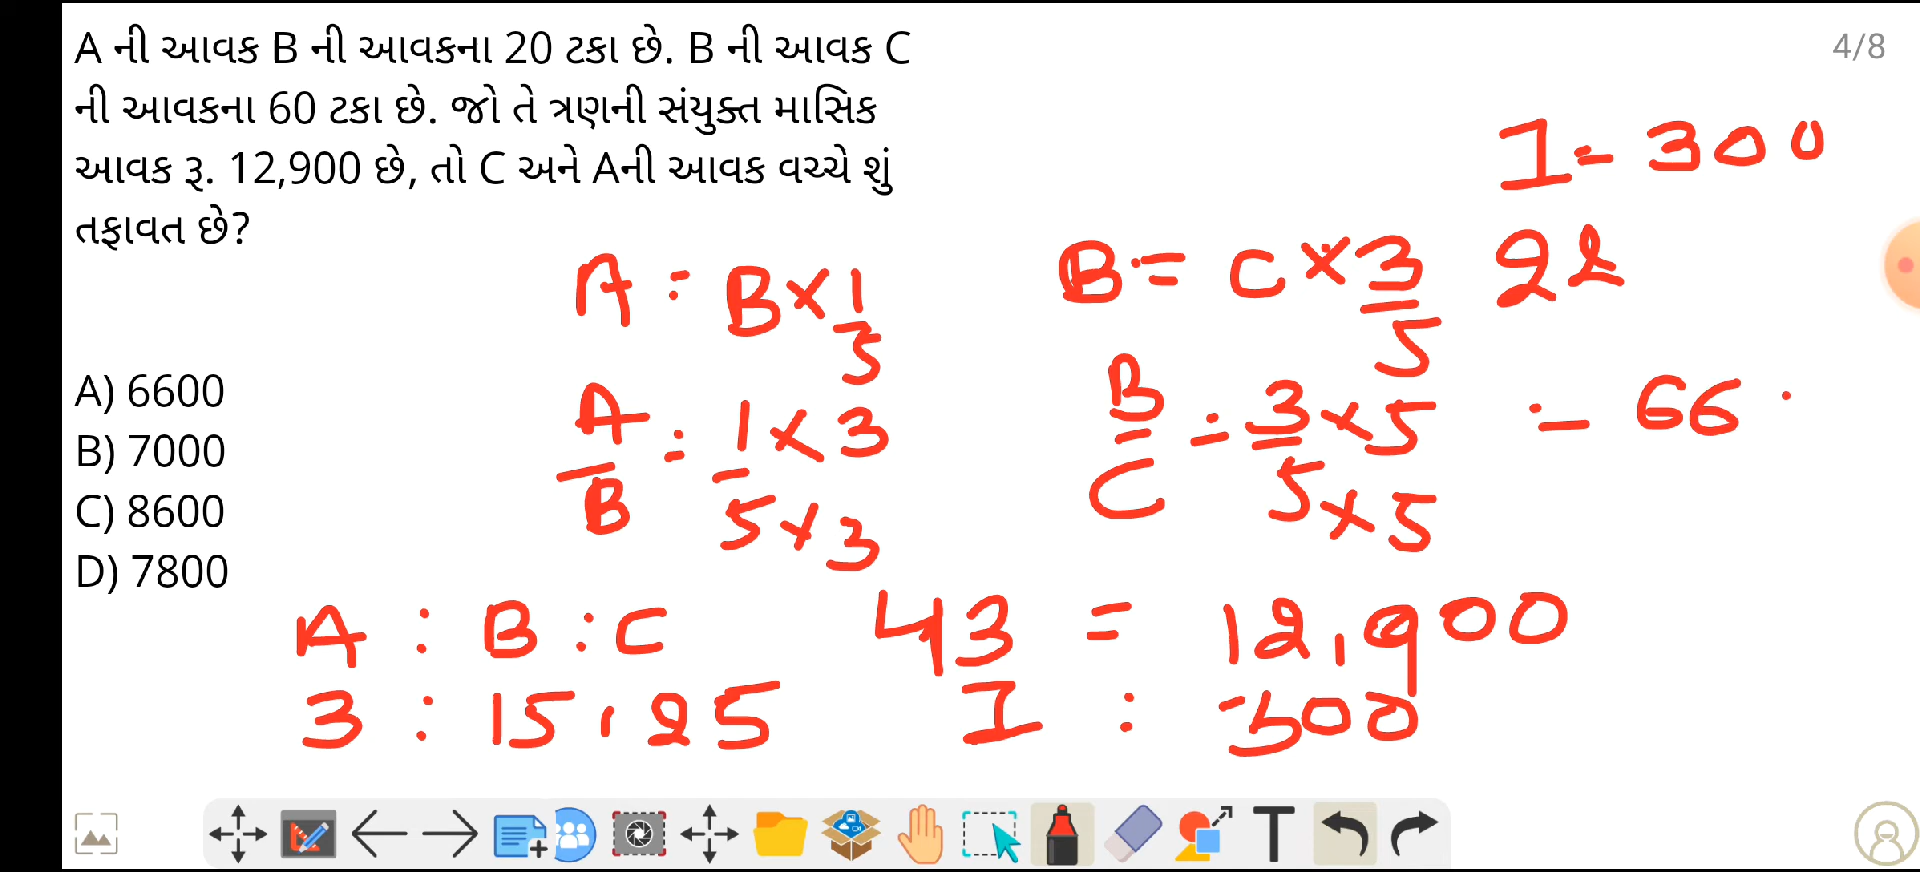 A ની આવક B ની આવકના 20 ટકા છે. B ની આવક C
ની આવકના 60 ટકા છે. જો તે ત્રણની સંયુક્ત માસિક
આવક રૂ. 12,900 છે, તો C અને Aની આવક વચ્ચે શું
તફાવત છે?
4/8
A) 6600
B) 7000
C) 8600
D) 7800
A = B × 1/5
A/B = 1 × 3 / 5 × 3
B = C × 3/5
B/C = 3 × 5 / 5 × 5
1 = 300
22
= 66
A : B : C
3 : 15 : 25
43 = 12,900
1 : 300
T